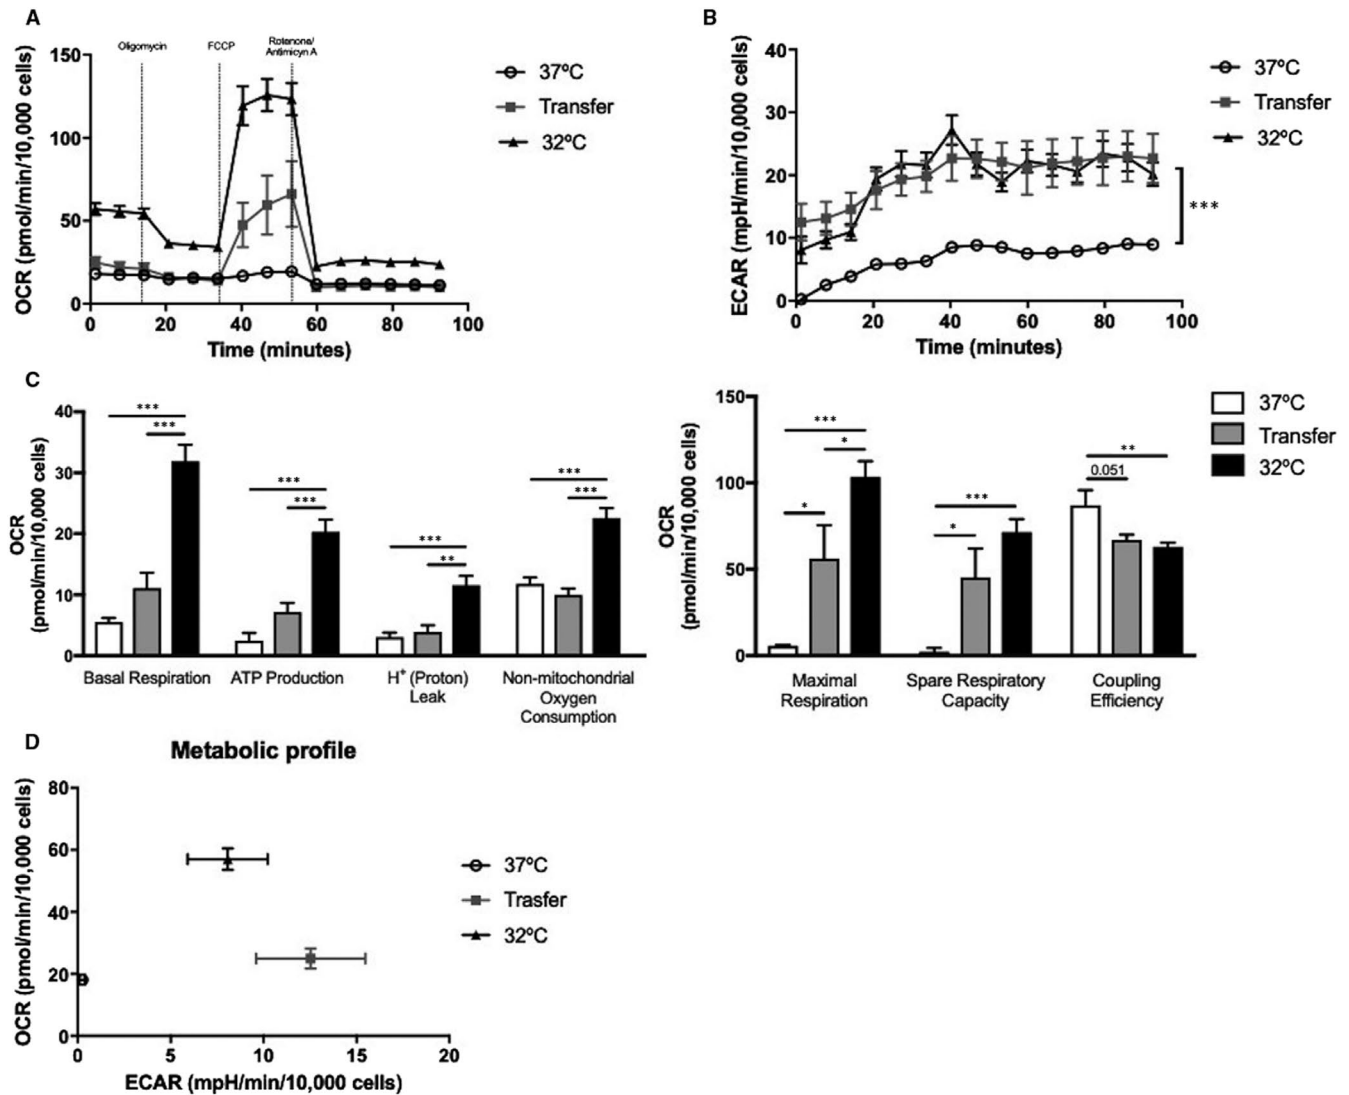 A
Oligomycin
FCCP
Rotenona/
Antimicyn A
OCR (pmol/min/10,000 cells)
150
100
50
0
0 20 40 60 80 100
Time (minutes)
37ºC
Transfer
32ºC
B
ECAR (mpH/min/10,000 cells)
40
30
20
10
0
0 20 40 60 80 100
Time (minutes)
***
37ºC
Transfer
32ºC
C
OCR
(pmol/min/10,000 cells)
40
30
20
10
0
***
***
***
***
***
**
***
***
Basal Respiration
ATP Production
H+ (Proton)
Leak
Non-mitochondrial
Oxygen
Consumption
OCR
(pmol/min/10,000 cells)
150
100
50
0
***
*
*
***
*
**
0.051
Maximal
Respiration
Spare Respiratory
Capacity
Coupling
Efficiency
37ºC
Transfer
32ºC
D
Metabolic profile
OCR (pmol/min/10,000 cells)
80
60
40
20
0
0 5 10 15 20
ECAR (mpH/min/10,000 cells)
37ºC
Trasfer
32ºC